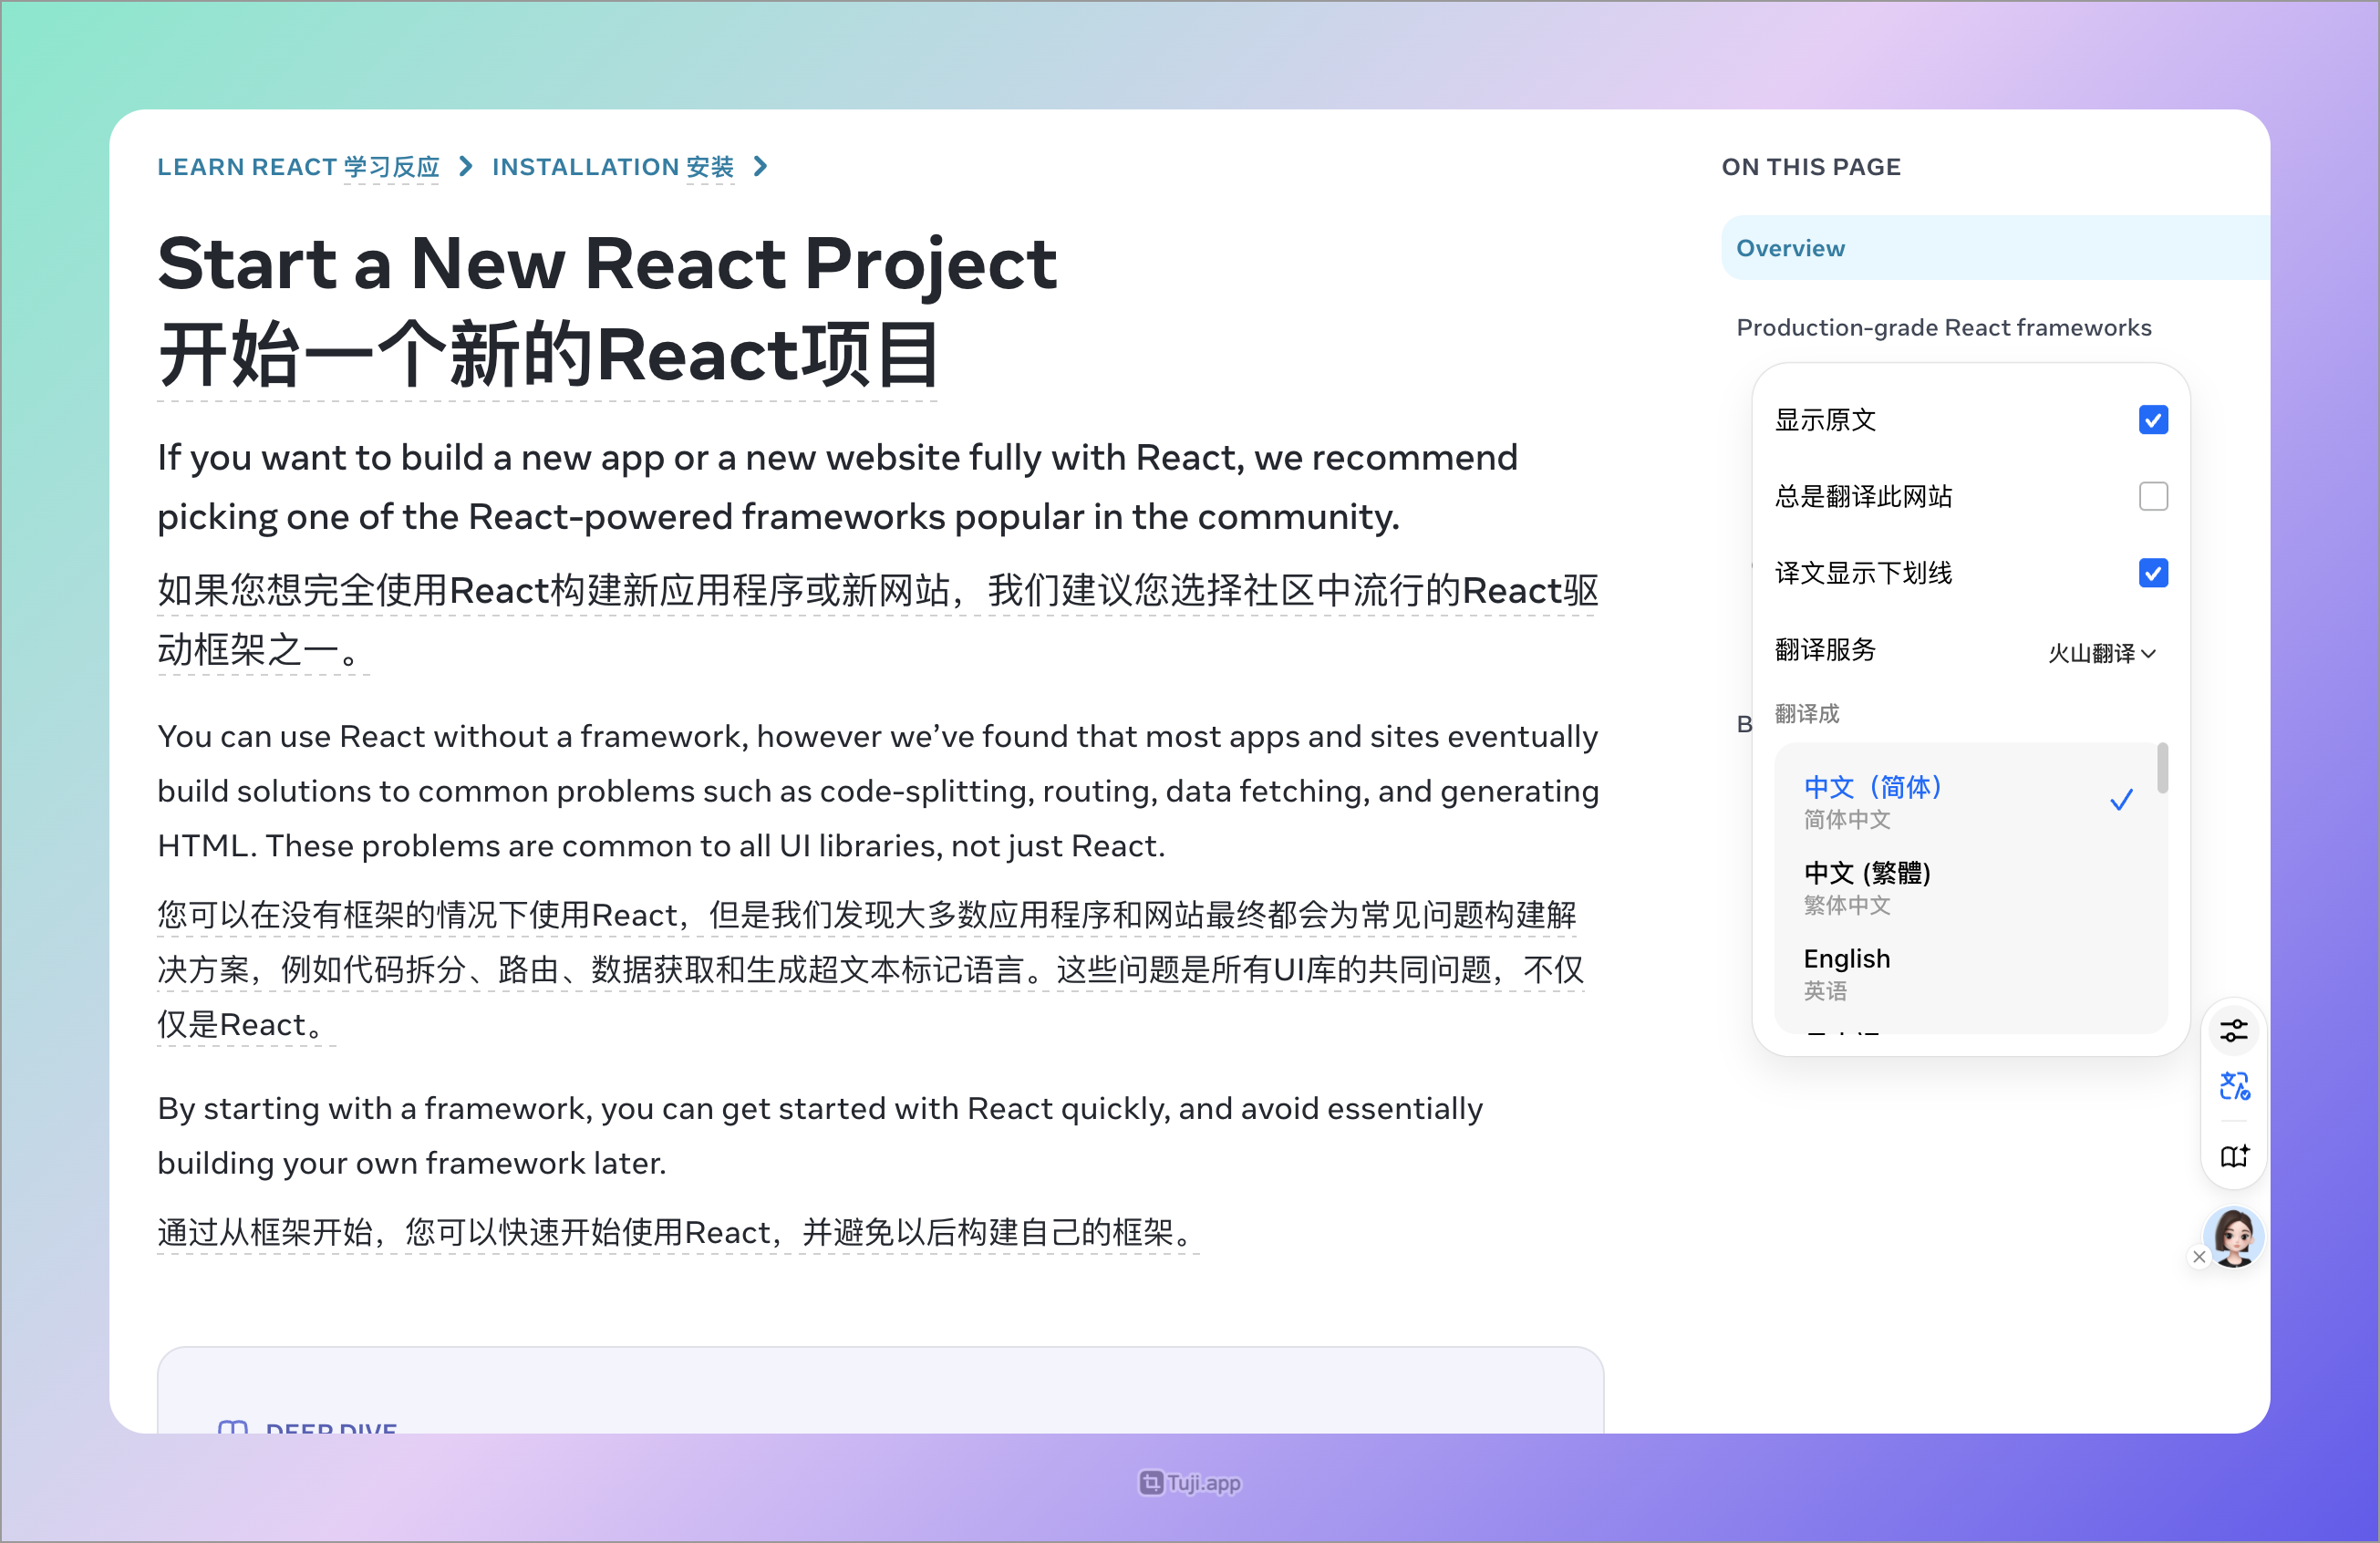 LEARN REACT 学习反应 > INSTALLATION 安装 >
Start a New React Project
开始一个新的React项目
If you want to build a new app or a new website fully with React, we recommend
picking one of the React-powered frameworks popular in the community.
如果您想完全使用React构建新应用程序或新网站，我们建议您选择社区中流行的React驱
动框架之一。
You can use React without a framework, however we’ve found that most apps and sites eventually
build solutions to common problems such as code-splitting, routing, data fetching, and generating
HTML. These problems are common to all UI libraries, not just React.
您可以在没有框架的情况下使用React，但是我们发现大多数应用程序和网站最终都会为常见问题构建解
决方案，例如代码拆分、路由、数据获取和生成超文本标记语言。这些问题是所有UI库的共同问题，不仅
仅是React。
By starting with a framework, you can get started with React quickly, and avoid essentially
building your own framework later.
通过从框架开始，您可以快速开始使用React，并避免以后构建自己的框架。
DEEP DIVE
ON THIS PAGE
Overview
Production-grade React frameworks
显示原文
总是翻译此网站
译文显示下划线
翻译服务 火山翻译
B
翻译成
中文（简体）
简体中文
中文 (繁體)
繁体中文
English
英语
Tuji.app